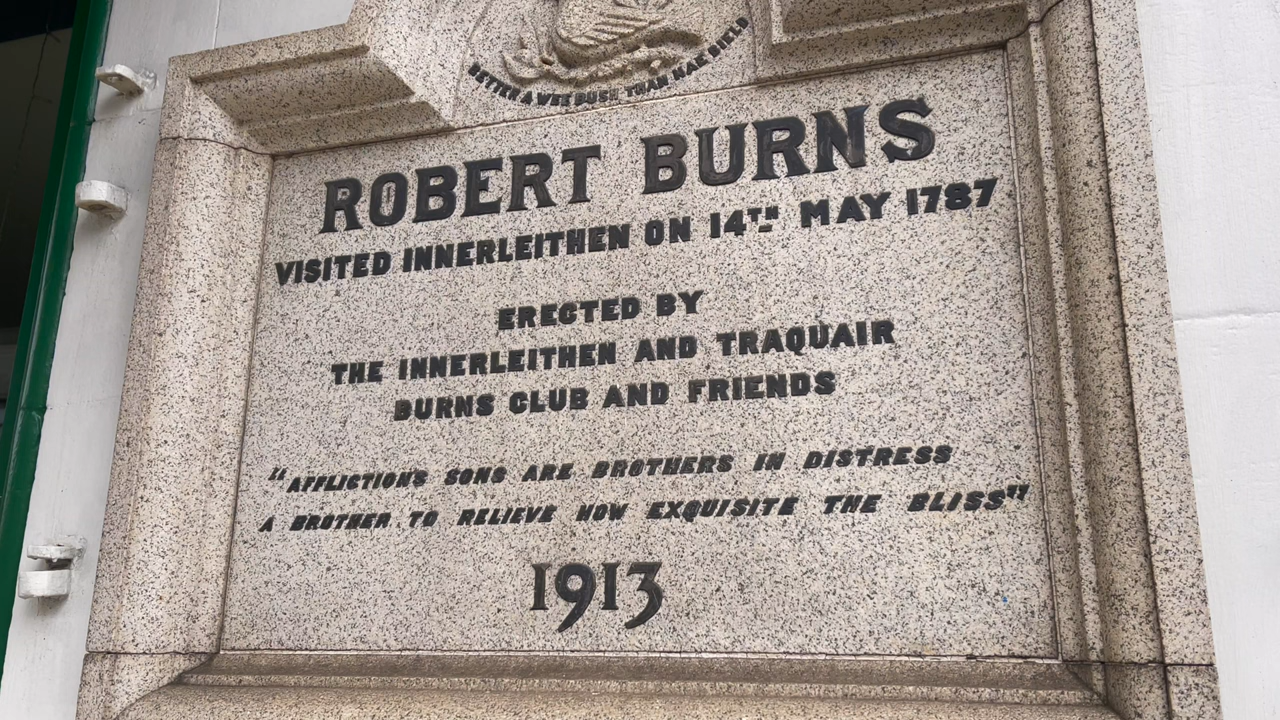 BETTER A WEE BUSH THAN NAE BIELD
ROBERT BURNS
VISITED INNERLEITHEN ON 14TH MAY 1787
ERECTED BY
THE INNERLEITHEN AND TRAQUAIR
BURNS CLUB AND FRIENDS
"AFFLICTION'S SONS ARE BROTHERS IN DISTRESS
A BROTHER TO RELIEVE HOW EXQUISITE THE BLISS"!
1913